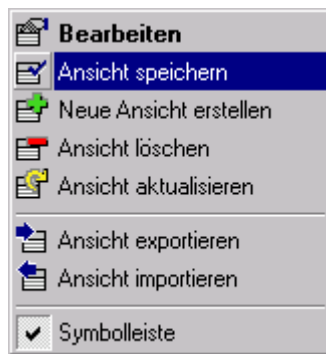 Bearbeiten
Ansicht speichern
Neue Ansicht erstellen
Ansicht löschen
Ansicht aktualisieren
Ansicht exportieren
Ansicht importieren
Symbolleiste